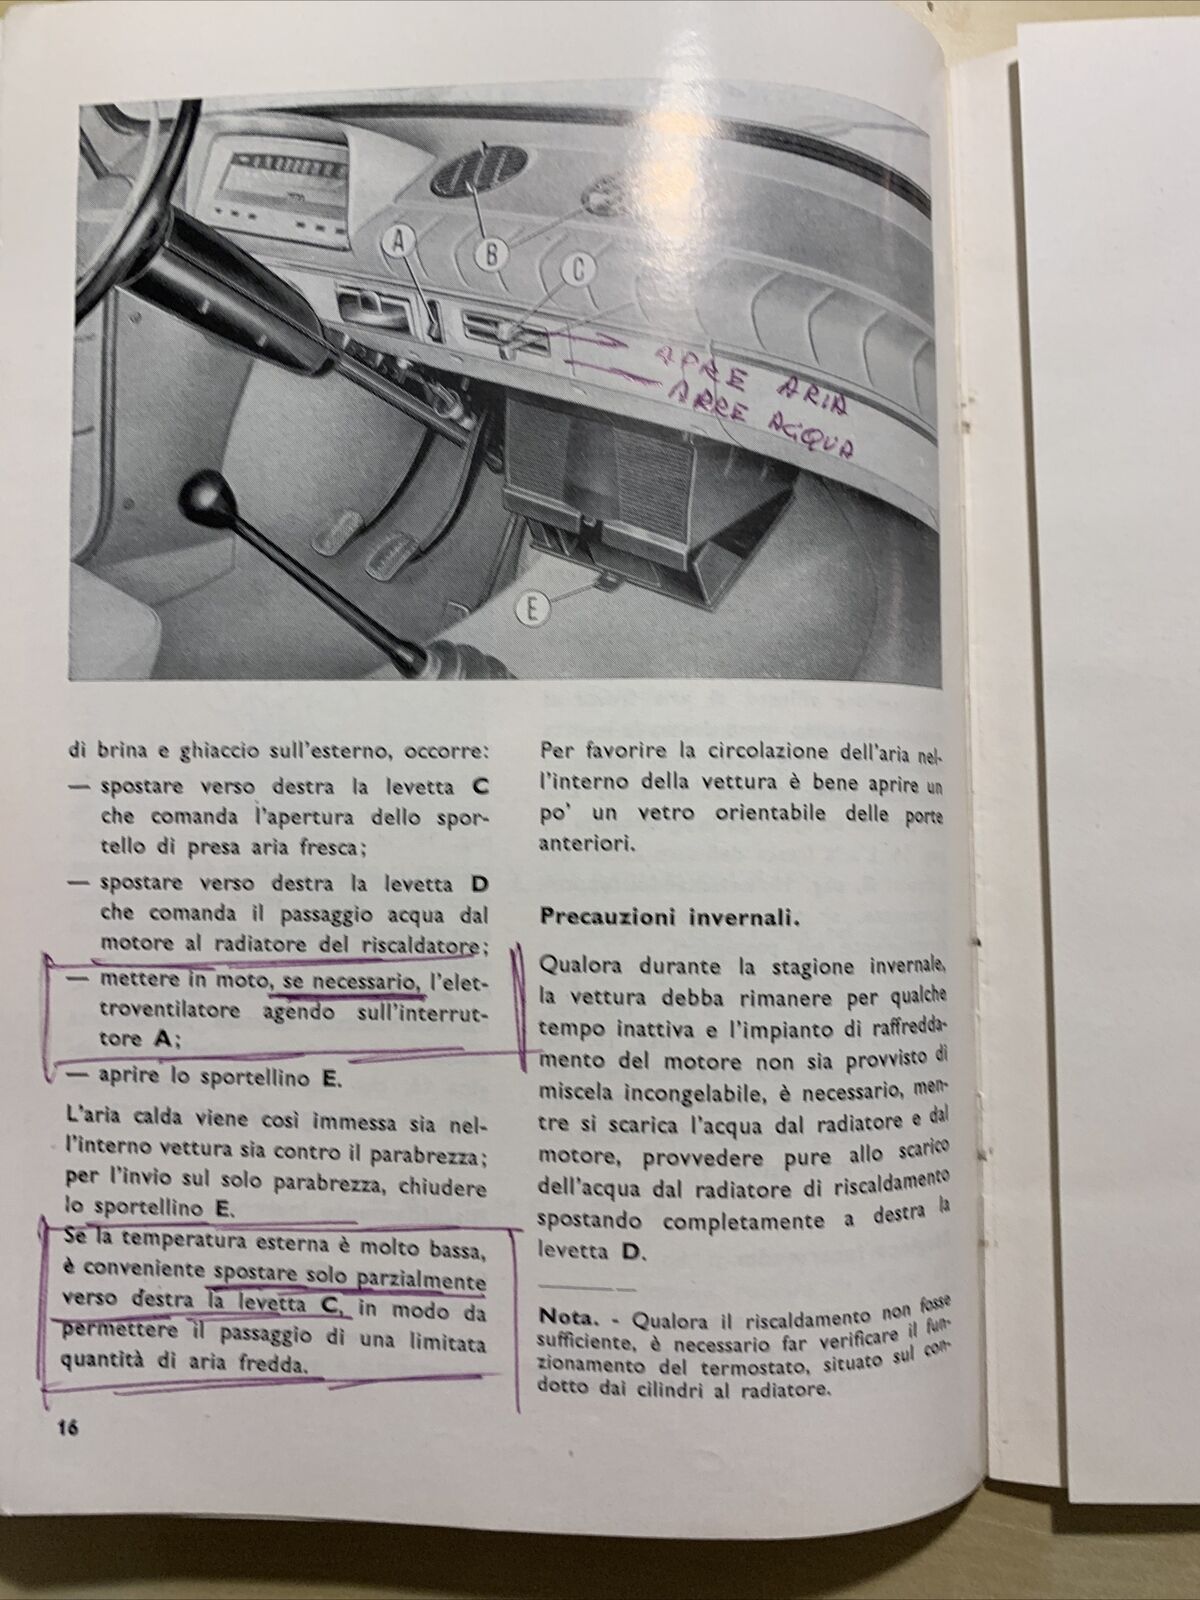 A
B
C
APRE ARIA
ARRE ACQUA
E
di brina e ghiaccio sull'esterno, occorre:
— spostare verso destra la levetta C
che comanda l'apertura dello spor-
tello di presa aria fresca;
— spostare verso destra la levetta D
che comanda il passaggio acqua dal
motore al radiatore del riscaldatore;
— mettere in moto, se necessario, l'elet-
troventilatore agendo sull'interrut-
tore A;
— aprire lo sportellino E.
L'aria calda viene così immessa sia nel-
l'interno vettura sia contro il parabrezza;
per l'invio sul solo parabrezza, chiudere
lo sportellino E.
Se la temperatura esterna è molto bassa,
è conveniente spostare solo parzialmente
verso destra la levetta C, in modo da
permettere il passaggio di una limitata
quantità di aria fredda.
16
Per favorire la circolazione dell'aria nel-
l'interno della vettura è bene aprire un
po' un vetro orientabile delle porte
anteriori.
Precauzioni invernali.
Qualora durante la stagione invernale,
la vettura debba rimanere per qualche
tempo inattiva e l'impianto di raffredda-
mento del motore non sia provvisto di
miscela incongelabile, è necessario, men-
tre si scarica l'acqua dal radiatore e dal
motore, provvedere pure allo scarico
dell'acqua dal radiatore di riscaldamento
spostando completamente a destra la
levetta D.
Nota. - Qualora il riscaldamento non fosse
sufficiente, è necessario far verificare il fun-
zionamento del termostato, situato sul con-
dotto dai cilindri al radiatore.